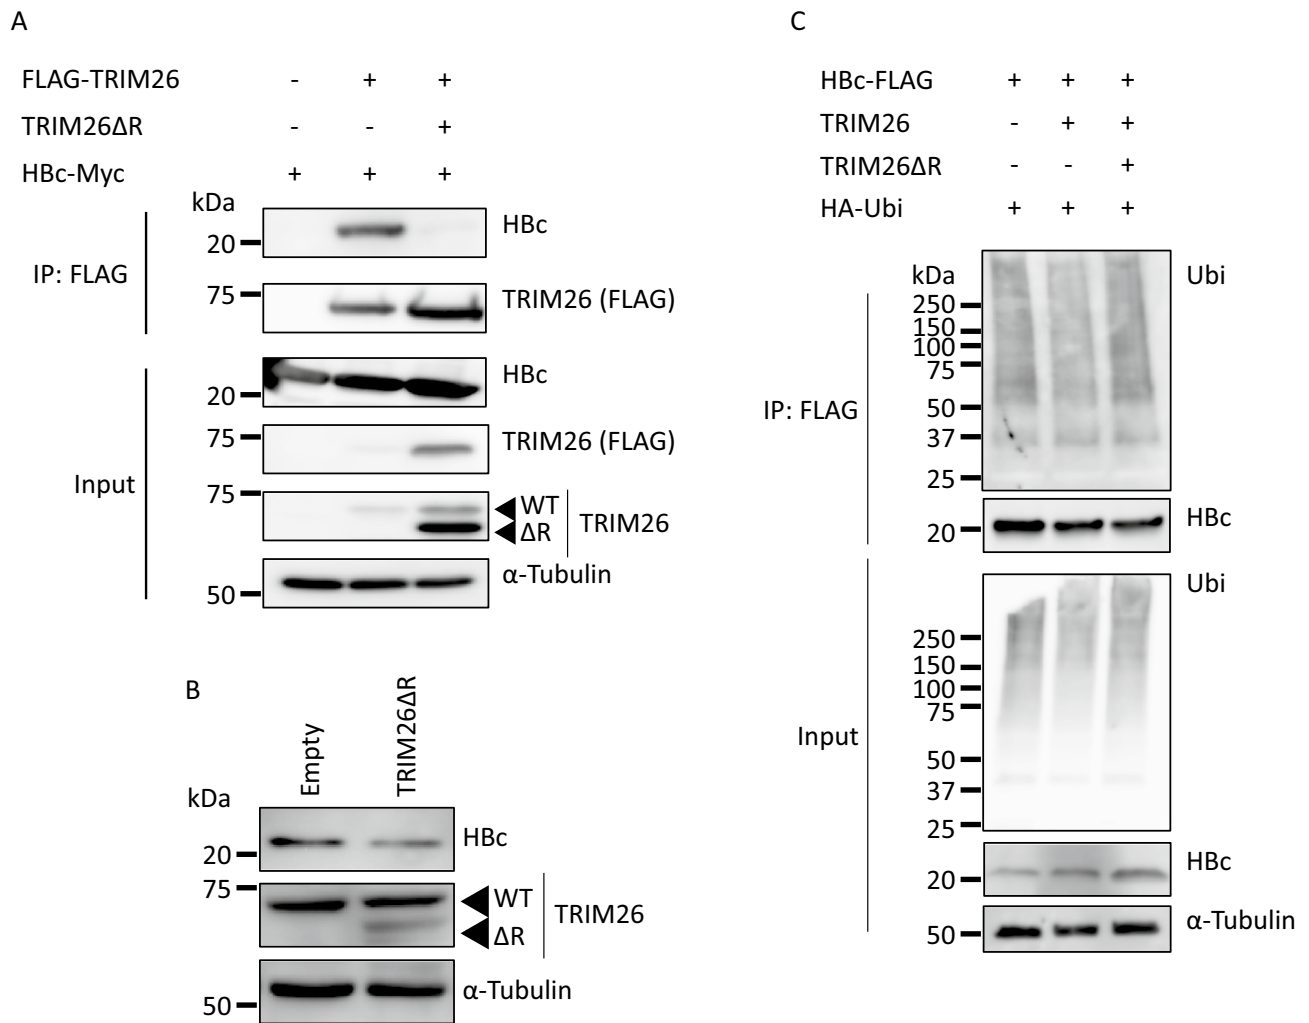 A
FLAG-TRIM26 - + +
TRIM26ΔR - - +
HBc-Myc + + +
kDa
IP: FLAG
20 HBc
75 TRIM26 (FLAG)
Input
20 HBc
75 TRIM26 (FLAG)
75 WT
ΔR
TRIM26
50 α-Tubulin
B
Empty
TRIM26ΔR
kDa
20 HBc
75 WT
ΔR
TRIM26
50 α-Tubulin
C
HBc-FLAG + + +
TRIM26 - + +
TRIM26ΔR - - +
HA-Ubi + + +
kDa
Ubi
IP: FLAG
250
150
100
75
50
37
25
20 HBc
Input
Ubi
250
150
100
75
50
37
25
20 HBc
50 α-Tubulin